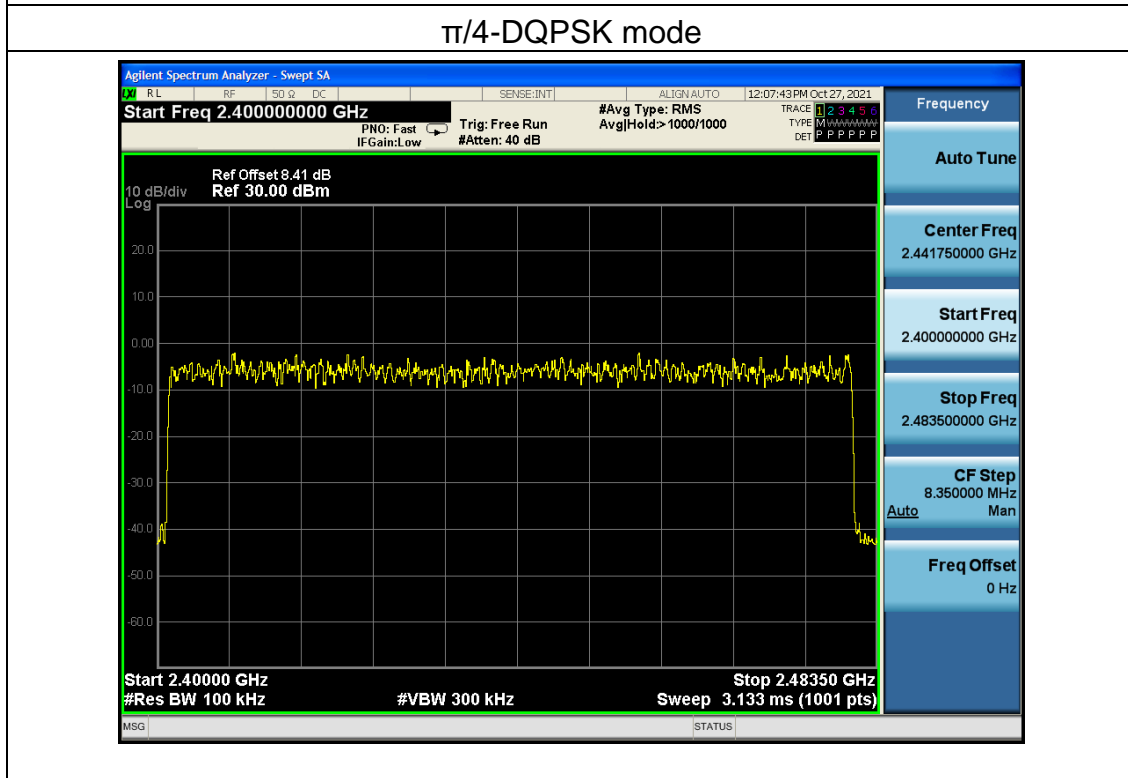 π/4-DQPSK mode
Agilent Spectrum Analyzer - Swept SA
LXI RL RF 50 Ω DC SENSE:INT ALIGN AUTO 12:07:43 PM Oct 27, 2021
Start Freq 2.400000000 GHz
PNO: Fast
IFGain:Low
Trig: Free Run
#Atten: 40 dB
#Avg Type: RMS
Avg|Hold:>1000/1000
TRACE 1 2 3 4 5 6
TYPE M WWWWW
DET P P P P P P
Ref Offset 8.41 dB
10 dB/div Ref 30.00 dBm
Log
20.0
10.0
0.00
-10.0
-20.0
-30.0
-40.0
-50.0
-60.0
Start 2.40000 GHz Stop 2.48350 GHz
#Res BW 100 kHz #VBW 300 kHz Sweep 3.133 ms (1001 pts)
MSG STATUS
Frequency
Auto Tune
Center Freq
2.441750000 GHz
Start Freq
2.400000000 GHz
Stop Freq
2.483500000 GHz
CF Step
8.350000 MHz
Auto Man
Freq Offset
0 Hz